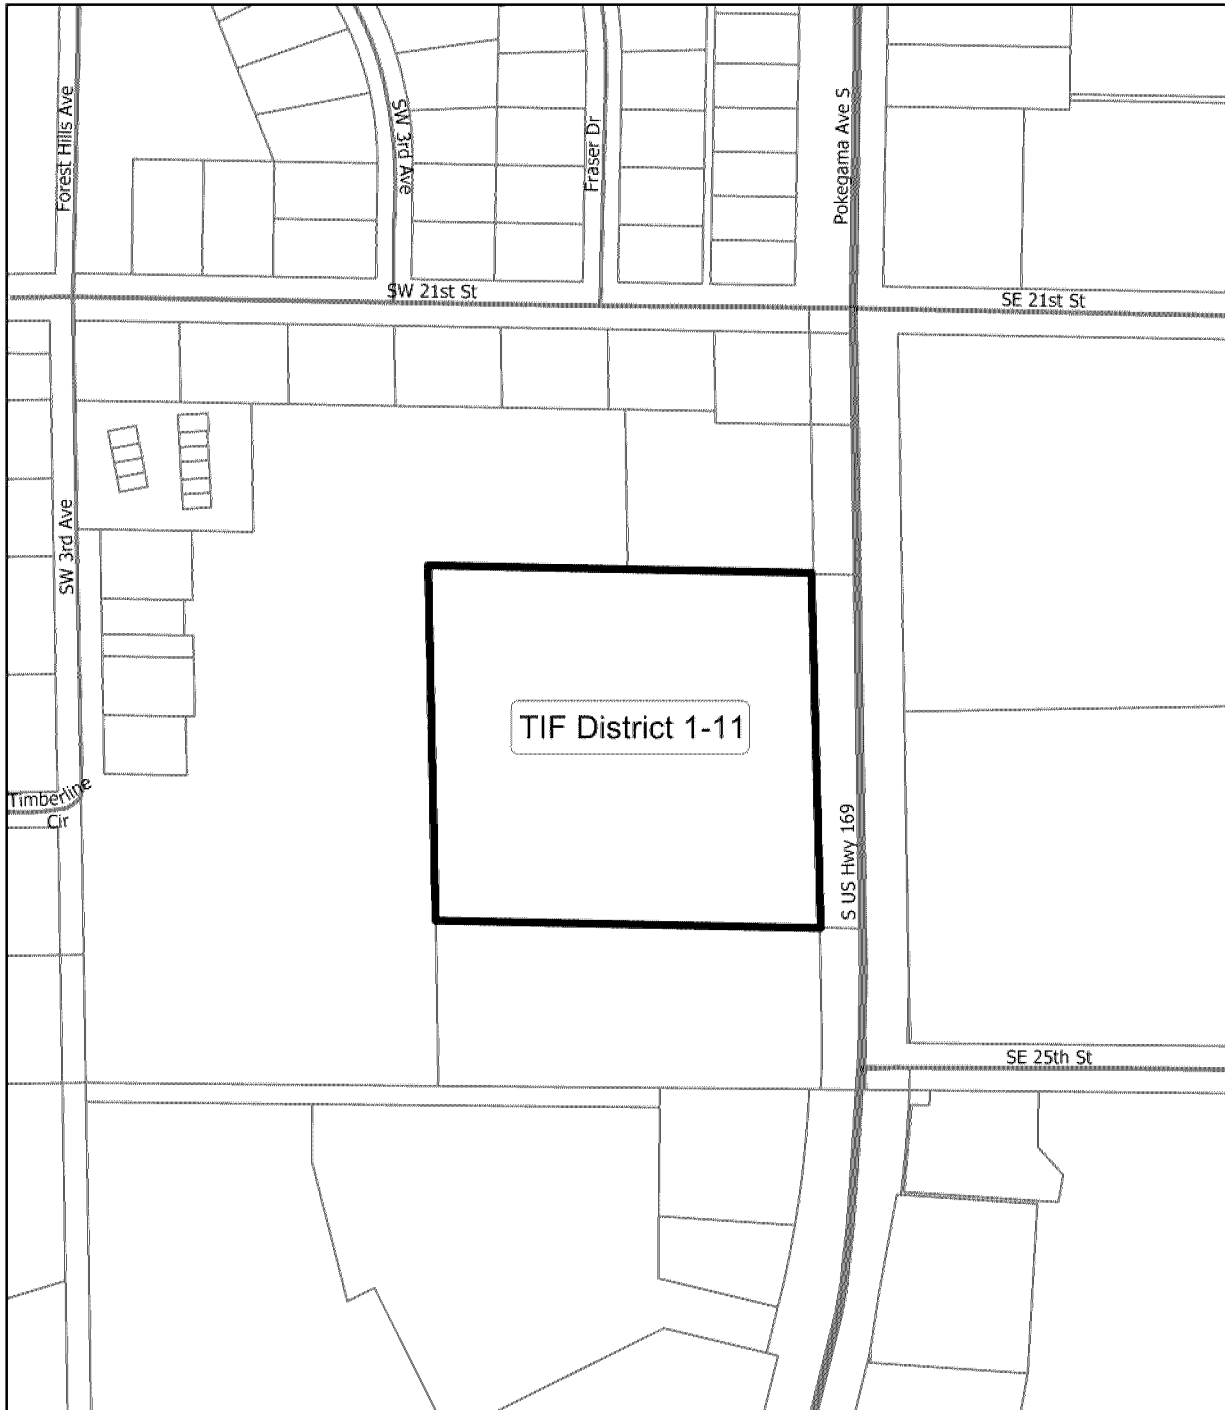 Forest Hills Ave
SW 3rd Ave
Fraser Dr
Pokegama Ave S
SW 21st St
SE 21st St
SW 3rd Ave
TIF District 1-11
Timberline
Cir
S US Hwy 169
SE 25th St